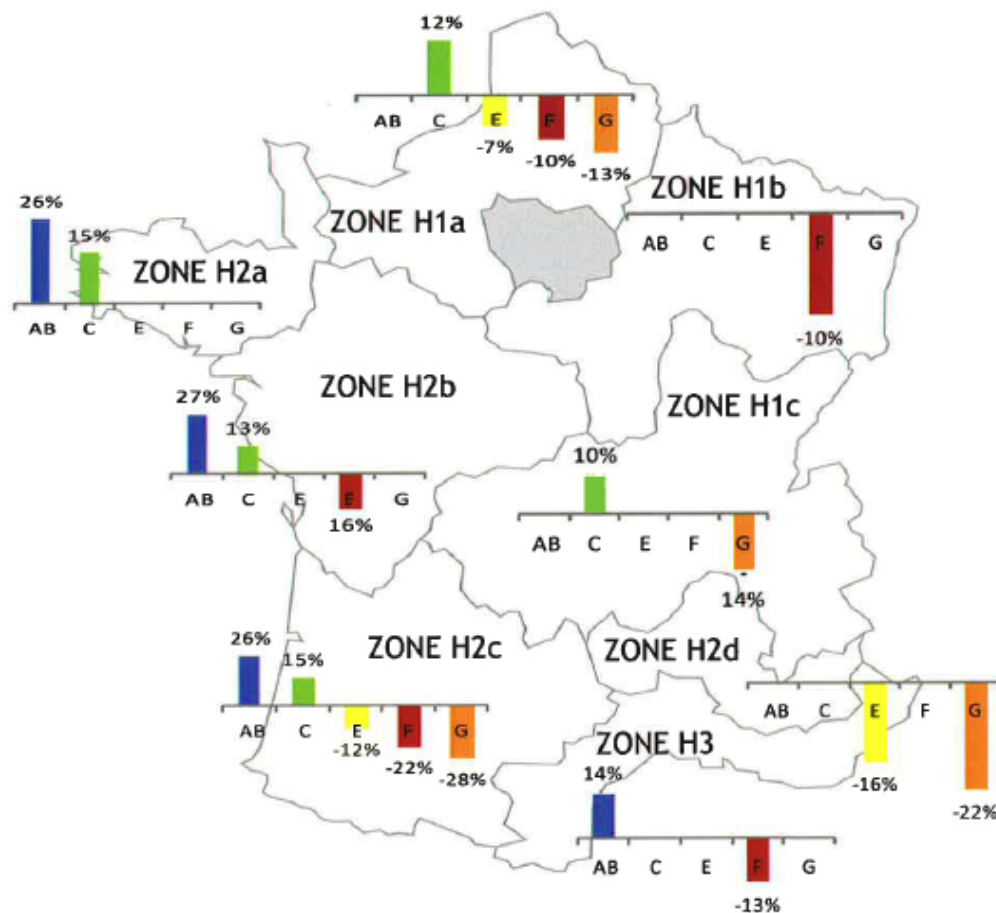 12%
AB C E F G
-7%
-10%
-13%
ZONE H1b
ZONE H1a
AB C E F G
-10%
26%
15%
ZONE H2a
AB C E F G
ZONE H2b
ZONE H1c
27%
13%
AB C E E G
16%
10%
AB C E F G
-
14%
ZONE H2c
26%
15%
AB C E F G
-12%
-22%
-28%
ZONE H2d
AB C E F G
-16%
-22%
ZONE H3
14%
AB C E F G
-13%